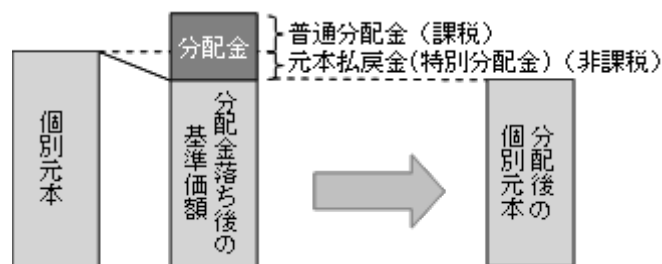 分配金
普通分配金（課税）
元本払戻金(特別分配金)（非課税）
個別元本
分配金落ち後の
基準価額
分配後の
個別元本